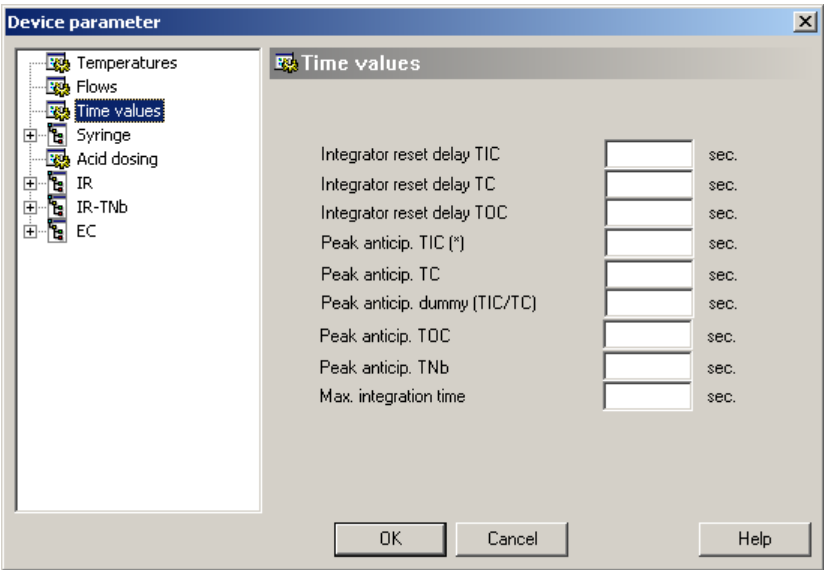 Device parameter
Temperatures
Flows
Time values
Syringe
Acid dosing
IR
IR-TNb
EC
Time values
Integrator reset delay TIC sec.
Integrator reset delay TC sec.
Integrator reset delay TOC sec.
Peak anticip. TIC (*) sec.
Peak anticip. TC sec.
Peak anticip. dummy (TIC/TC) sec.
Peak anticip. TOC sec.
Peak anticip. TNb sec.
Max. integration time sec.
OK Cancel Help